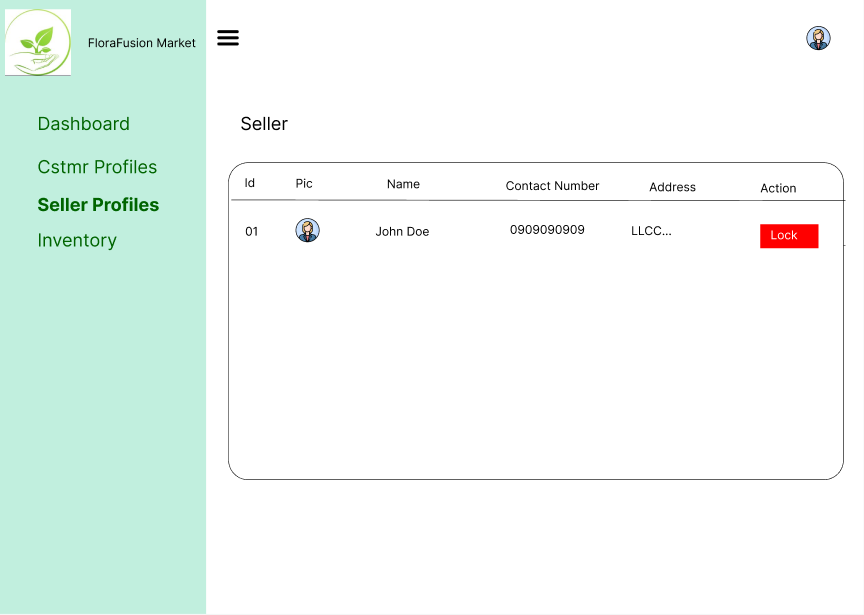 FloraFusion Market
Dashboard
Cstmr Profiles
Seller Profiles
Inventory
Seller
Id Pic Name Contact Number Address Action
01 John Doe 0909090909 LLCC... Lock